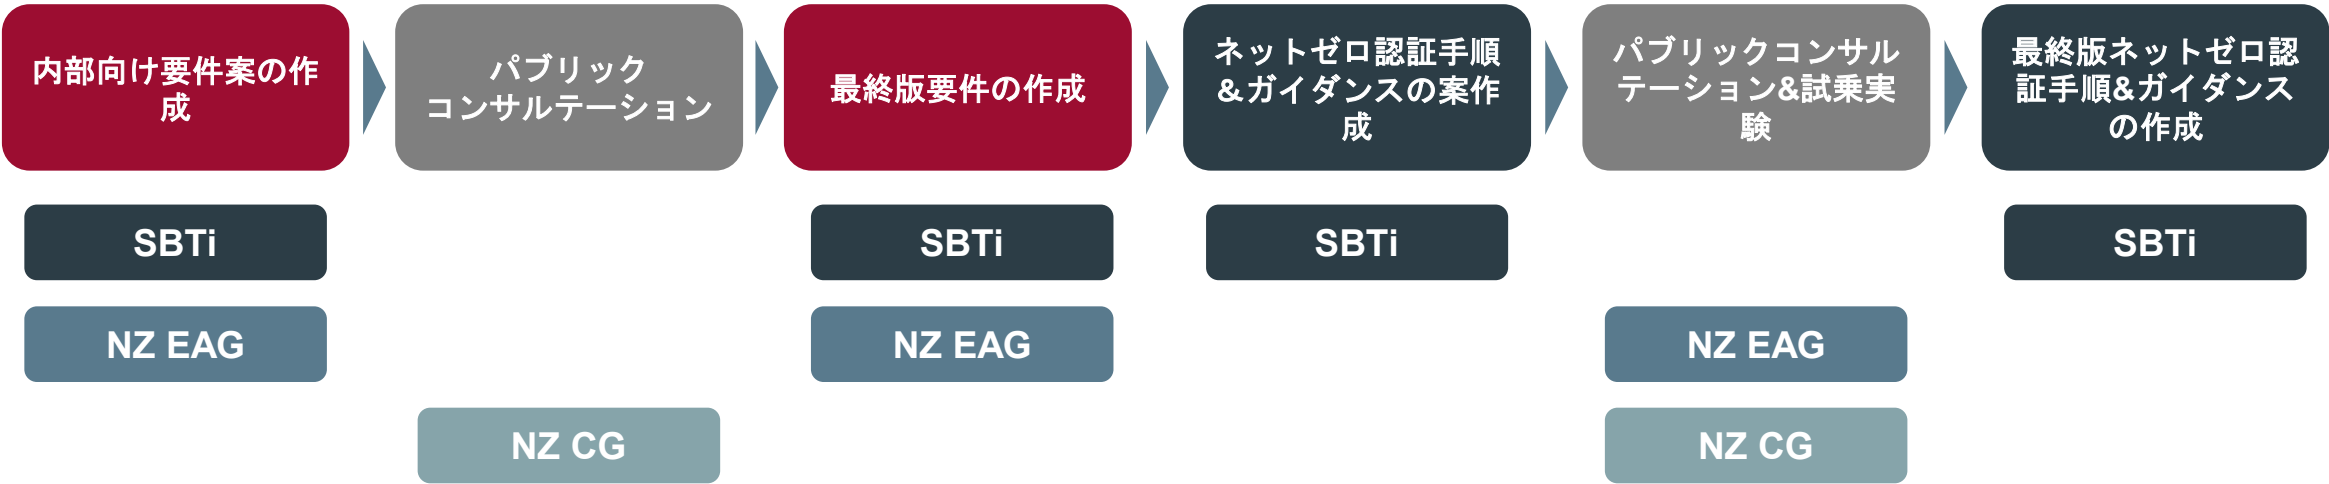 内部向け要件案の作
成
パブリック
コンサルテーション
最終版要件の作成
ネットゼロ認証手順
&ガイダンスの案作
成
パブリックコンサル
テーション&試乗実
験
最終版ネットゼロ認
証手順&ガイダンス
の作成
SBTi
SBTi
SBTi
SBTi
NZ EAG
NZ EAG
NZ EAG
NZ CG
NZ CG